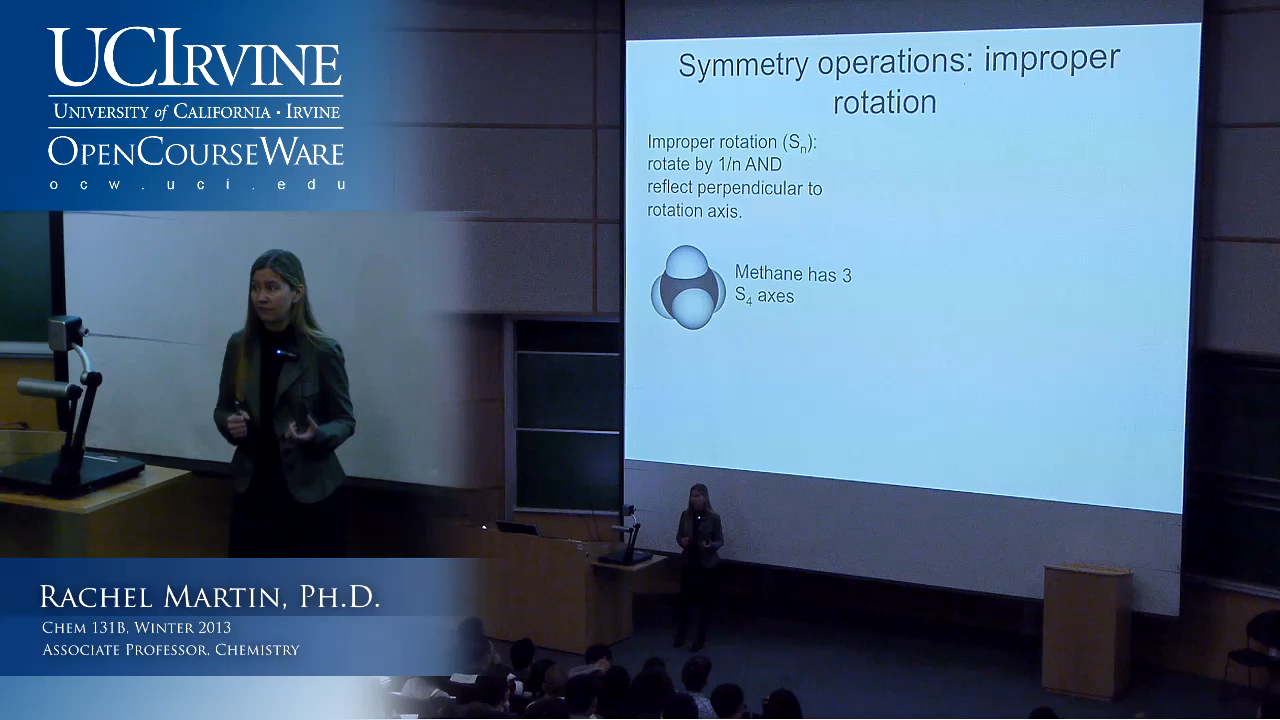 UCIRVINE
UNIVERSITY of CALIFORNIA · IRVINE
OPENCOURSEWARE
ocw.uci.edu
RACHEL MARTIN, PH.D.
CHEM 131B, WINTER 2013
ASSOCIATE PROFESSOR, CHEMISTRY
Symmetry operations: improper
rotation
Improper rotation (Sn):
rotate by 1/n AND
reflect perpendicular to
rotation axis.
Methane has 3
S4 axes